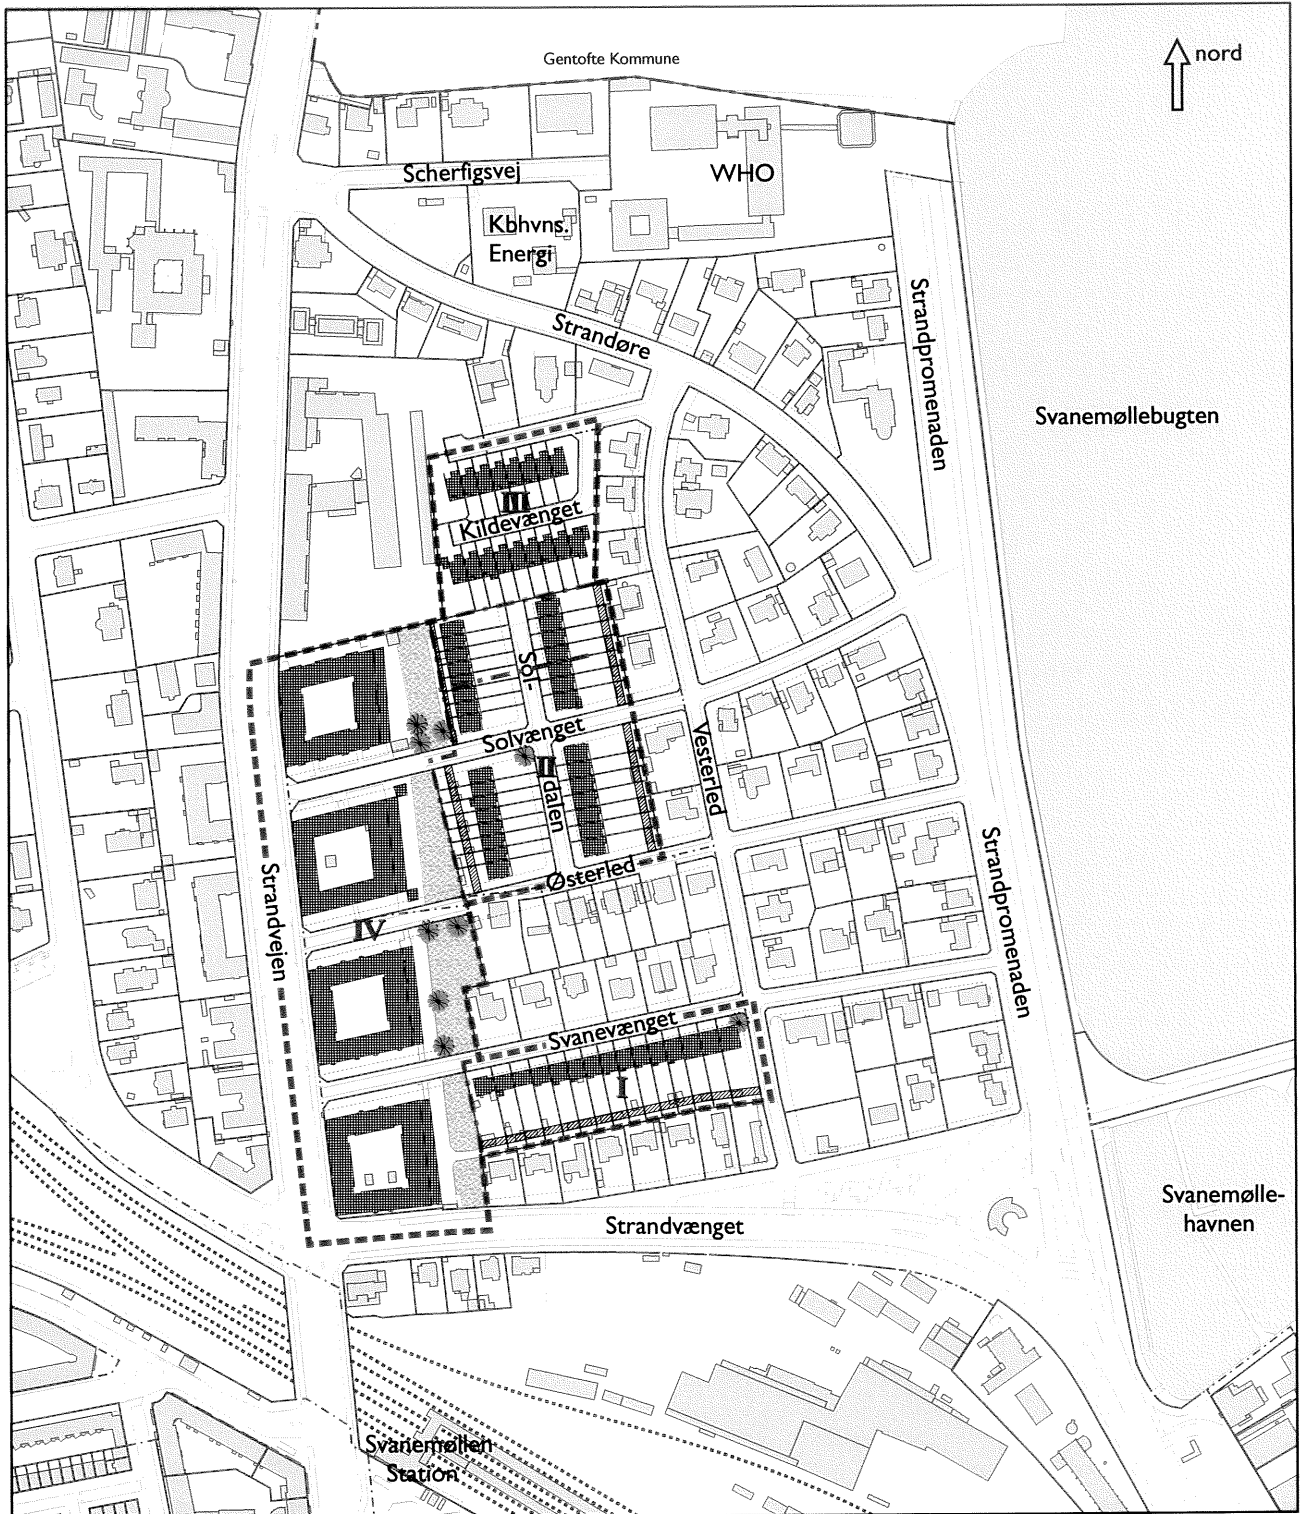 Gentofte Kommune
nord
Scherfigsvej
WHO
Kbhvns.
Energi
Strandøre
Strandpromenaden
Svanemøllebugten
III
Kildevænget
Sol-
Solvænget
II
dalen
Vesterled
Østerled
Strandvejen
IV
Strandpromenaden
Svanevænget
I
Strandvænget
Svanemølle-
havnen
Svanemøllen
Station